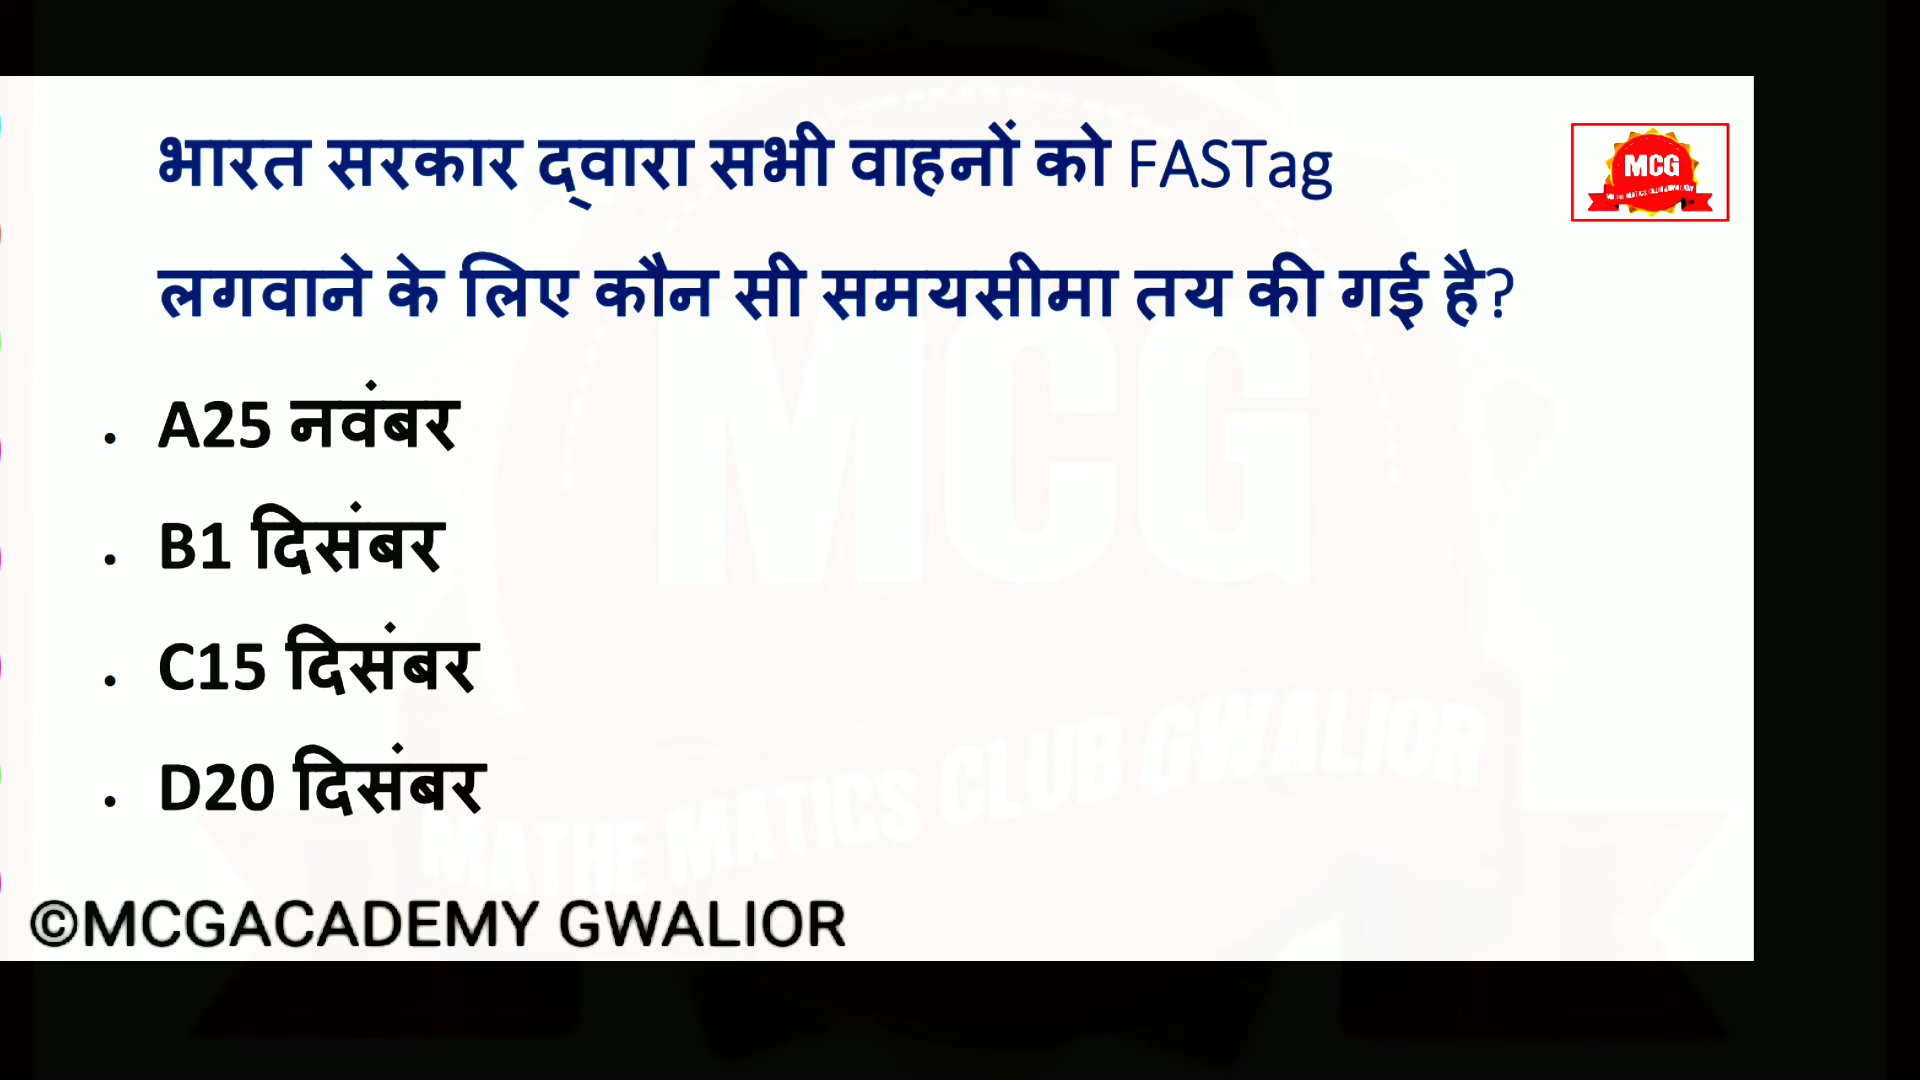 भारत सरकार द्वारा सभी वाहनों को FASTag
MCG
लगवाने के लिए कौन सी समयसीमा तय की गई है?
• A25 नवंबर
• B1 दिसंबर
• C15 दिसंबर
• D20 दिसंबर
MCG
MATHE MATICS CLUB GWALIOR
©MCGACADEMY GWALIOR